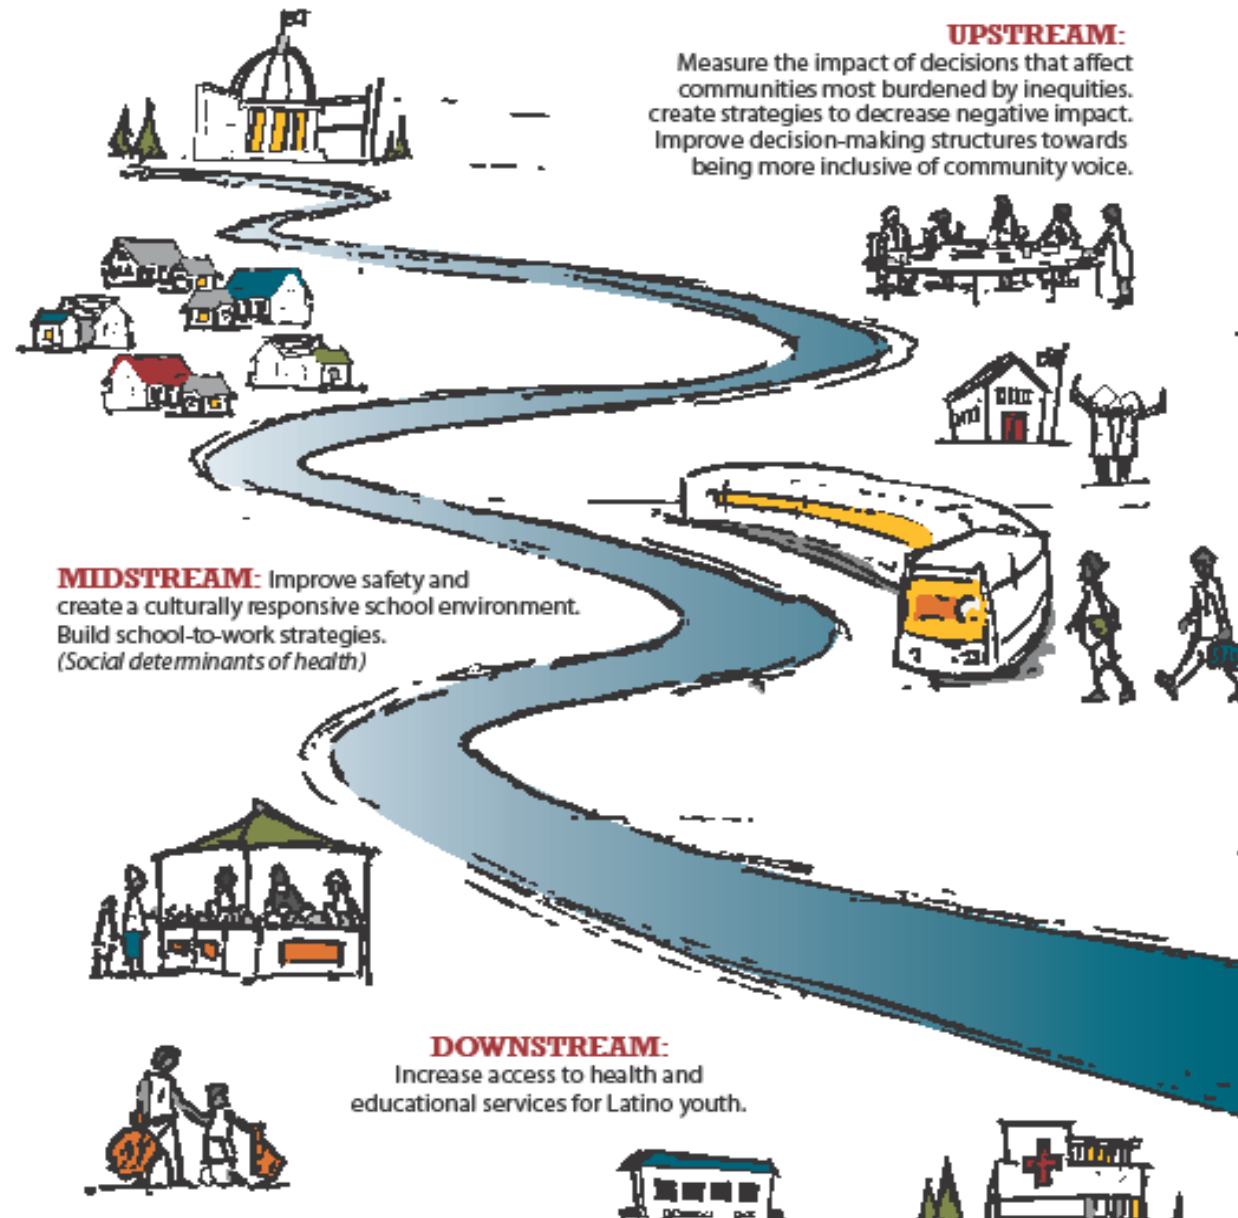 UPSTREAM:
Measure the impact of decisions that affect
communities most burdened by inequities.
create strategies to decrease negative impact.
Improve decision-making structures towards
being more inclusive of community voice.
MIDSTREAM: Improve safety and
create a culturally responsive school environment.
Build school-to-work strategies.
(Social determinants of health)
DOWNSTREAM:
Increase access to health and
educational services for Latino youth.